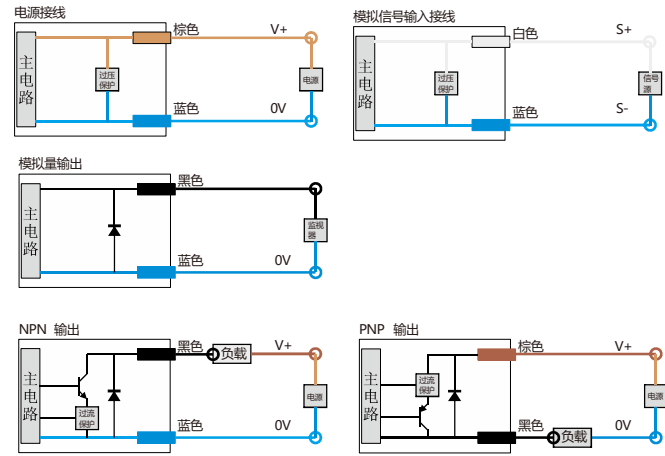 电源接线
主电路
过压
保护
棕色 V+
电源
蓝色 0V
模拟信号输入接线
主电路
过压
保护
白色 S+
信号
源
蓝色 S-
模拟量输出
主电路
黑色
监视
器
蓝色 0V
NPN 输出
主电路
过流
保护
黑色 负载 V+
电源
蓝色 0V
PNP 输出
主电路
过流
保护
棕色 V+
电源
黑色 负载 0V